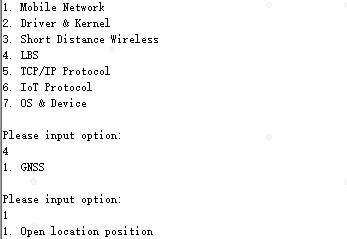 1. Mobile Network
2. Driver & Kernel
3. Short Distance Wireless
4. LBS
5. TCP/IP Protocol
6. IoT Protocol
7. OS & Device
Please input option:
4
1. GNSS
Please input option:
1
1. Open location position